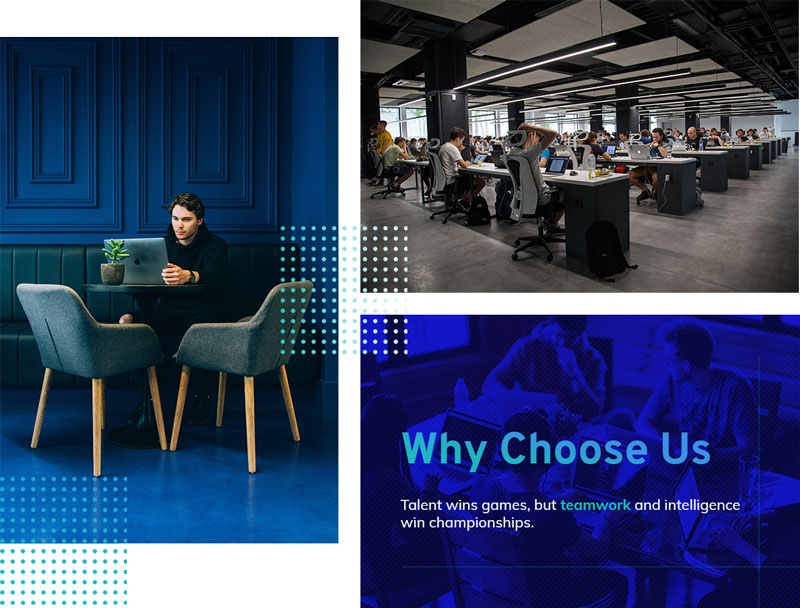 Why Choose Us
Talent wins games, but teamwork and intelligence
win championships.